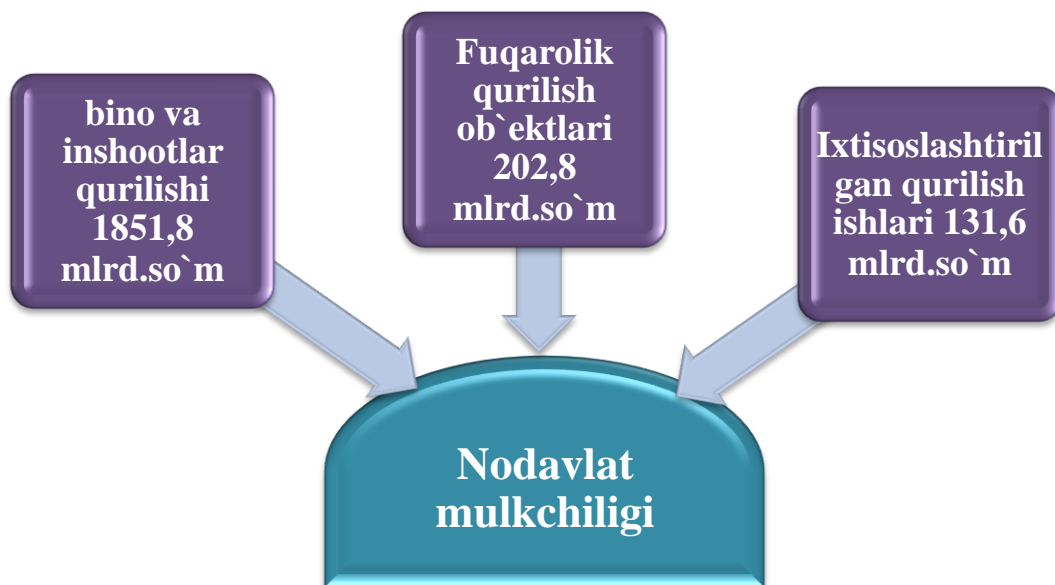 bino va
inshootlar
qurilishi
1851,8
mlrd.so`m
Fuqarolik
qurilish
ob`ektlari
202,8
mlrd.so`m
Ixtisoslashtiril
gan qurilish
ishlari 131,6
mlrd.so`m
Nodavlat
mulkchiligi